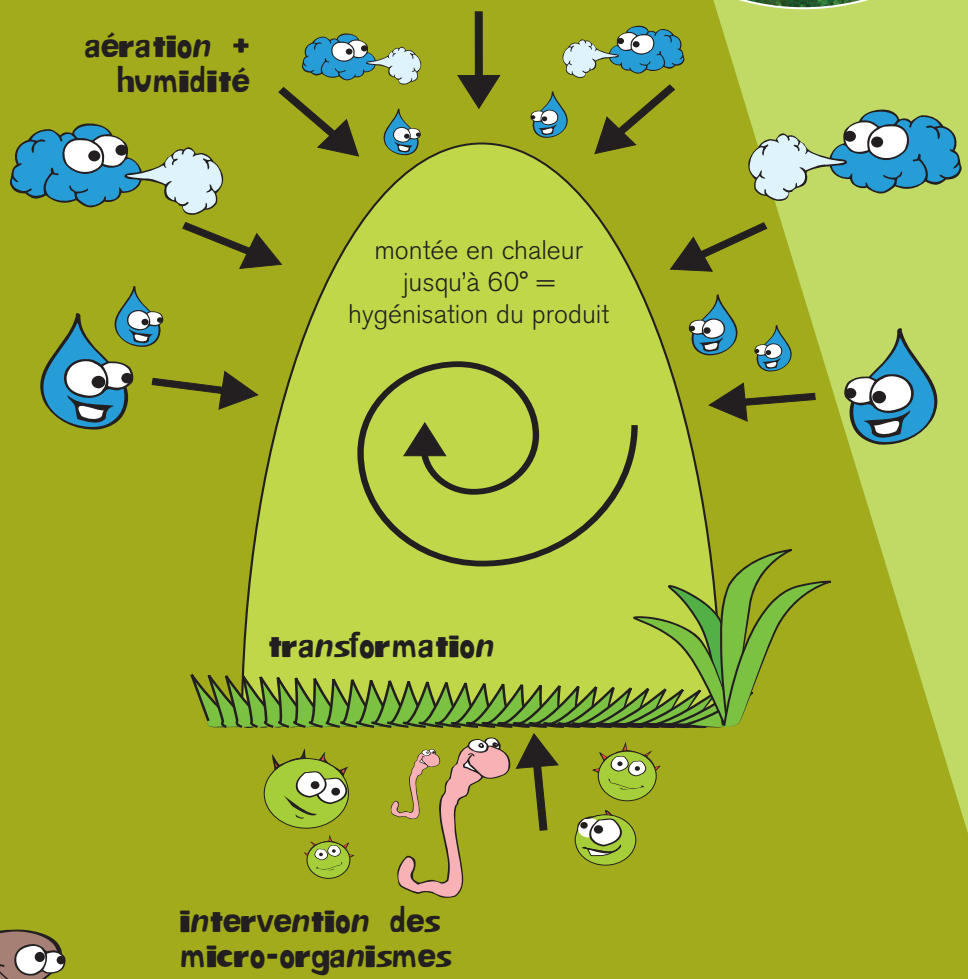 aération +
humidité
montée en chaleur
jusqu'à 60° =
hygénisation du produit
transformation
intervention des
micro-organismes